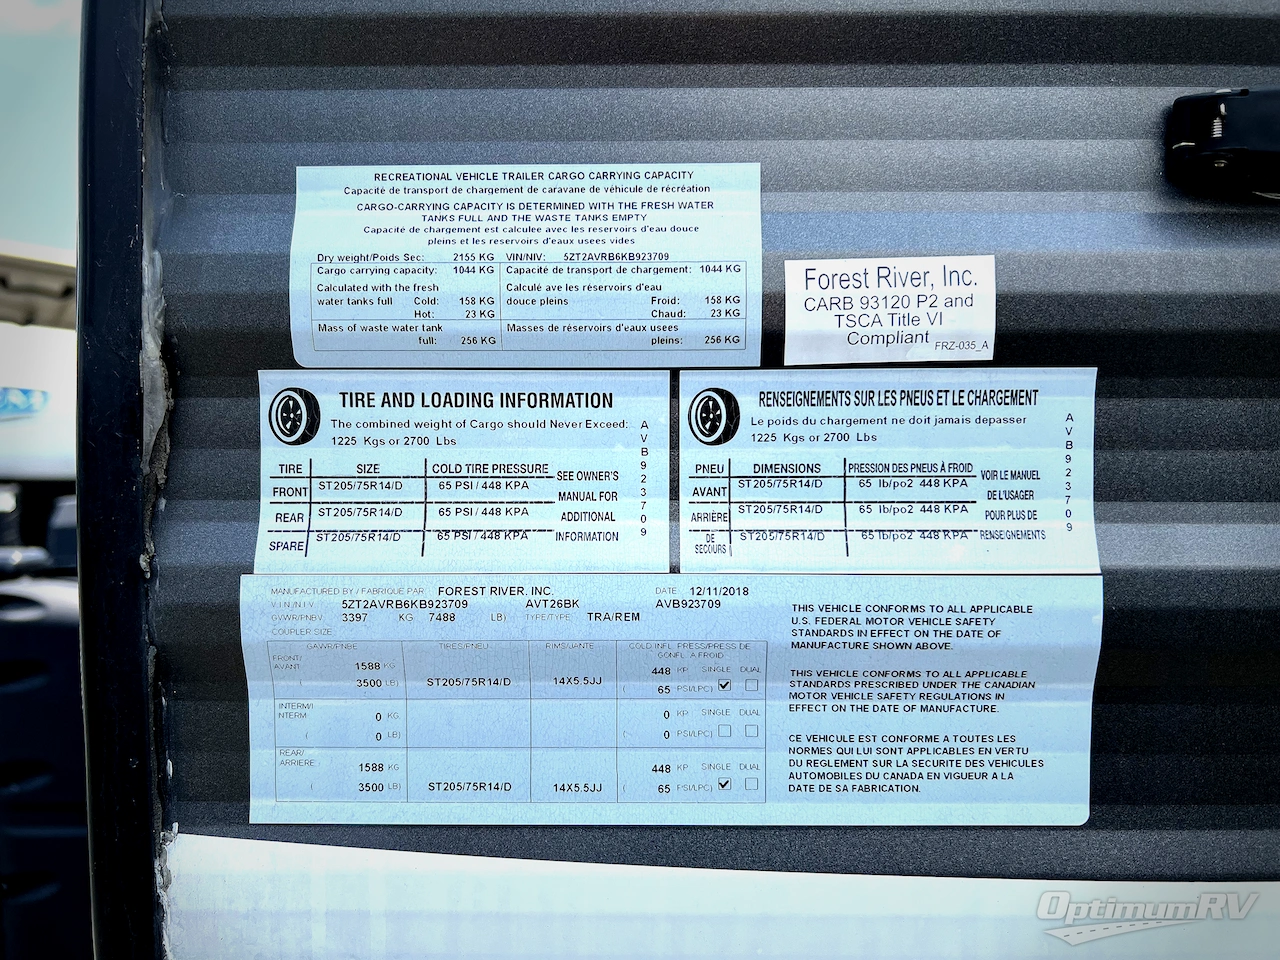 RECREATIONAL VEHICLE TRAILER CARGO CARRYING CAPACITY
Capacité de transport de chargement de caravane de véhicule de récréation
CARGO-CARRYING CAPACITY IS DETERMINED WITH THE FRESH WATER
TANKS FULL AND THE WASTE TANKS EMPTY
Capacité de chargement est calculee avec les reservoirs d'eau douce
pleins et les reservoirs d'eaux usees vides
Dry weight/Poids Sec: 2155 KG VIN/NIV: 5ZT2AVRB6KB923709
Cargo carrying capacity: 1044 KG Capacité de transport de chargement: 1044 KG
Calculated with the fresh Calculé ave les réservoirs d'eau
water tanks full Cold: 158 KG douce pleins Froid: 158 KG
Hot: 23 KG Chaud: 23 KG
Mass of waste water tank Masses de réservoirs d'eaux usees
full: 256 KG pleins: 256 KG
Forest River, Inc.
CARB 93120 P2 and
TSCA Title VI
Compliant
FRZ-035_A
TIRE AND LOADING INFORMATION
The combined weight of Cargo should Never Exceed:
1225 Kgs or 2700 Lbs
TIRE SIZE COLD TIRE PRESSURE
FRONT ST205/75R14/D 65 PSI / 448 KPA
REAR ST205/75R14/D 65 PSI / 448 KPA
SPARE ST205/75R14/D 65 PSI / 448 KPA
SEE OWNER'S
MANUAL FOR
ADDITIONAL
INFORMATION
AVB923709
RENSEIGNEMENTS SUR LES PNEUS ET LE CHARGEMENT
Le poids du chargement ne doit jamais depasser
1225 Kgs or 2700 Lbs
PNEU DIMENSIONS PRESSION DES PNEUS À FROID
AVANT ST205/75R14/D 65 lb/po2 448 KPA
ARRIÈRE ST205/75R14/D 65 lb/po2 448 KPA
DE SECOURS ST205/75R14/D 65 lb/po2 448 KPA
VOIR LE MANUEL
DE L'USAGER
POUR PLUS DE
RENSEIGNEMENTS
AVB923709
MANUFACTURED BY / FABRIQUE PAR FOREST RIVER, INC. DATE 12/11/2018
V.I.N./N.I.V. 5ZT2AVRB6KB923709 AVT26BK AVB923709
GVWR/PNBV 3397 KG 7488 LB) TYPE/TYPE TRA/REM
COUPLER SIZE
GAWR/PNBE TIRES/PNEU RIMS/JANTE COLD INFL. PRESS/PRESS DE
GONFL A FROID
FRONT/
AVANT 1588 KG 448 KP SINGLE DUAL
( 3500 LB) ST205/75R14/D 14X5.5JJ ( 65 PSI/LPC)
INTERM/
INTERM 0 KG 0 KP SINGLE DUAL
( 0 LB) ( 0 PSI/LPC)
REAR/
ARRIERE 1588 KG 448 KP SINGLE DUAL
( 3500 LB) ST205/75R14/D 14X5.5JJ ( 65 PSI/LPC)
THIS VEHICLE CONFORMS TO ALL APPLICABLE
U.S. FEDERAL MOTOR VEHICLE SAFETY
STANDARDS IN EFFECT ON THE DATE OF
MANUFACTURE SHOWN ABOVE.
THIS VEHICLE CONFORMS TO ALL APPLICABLE
STANDARDS PRESCRIBED UNDER THE CANADIAN
MOTOR VEHICLE SAFETY REGULATIONS IN
EFFECT ON THE DATE OF MANUFACTURE.
CE VEHICULE EST CONFORME A TOUTES LES
NORMES QUI LUI SONT APPLICABLES EN VERTU
DU REGLEMENT SUR LA SECURITE DES VEHICULES
AUTOMOBILES DU CANADA EN VIGUEUR A LA
DATE DE SA FABRICATION.
OptimumRV